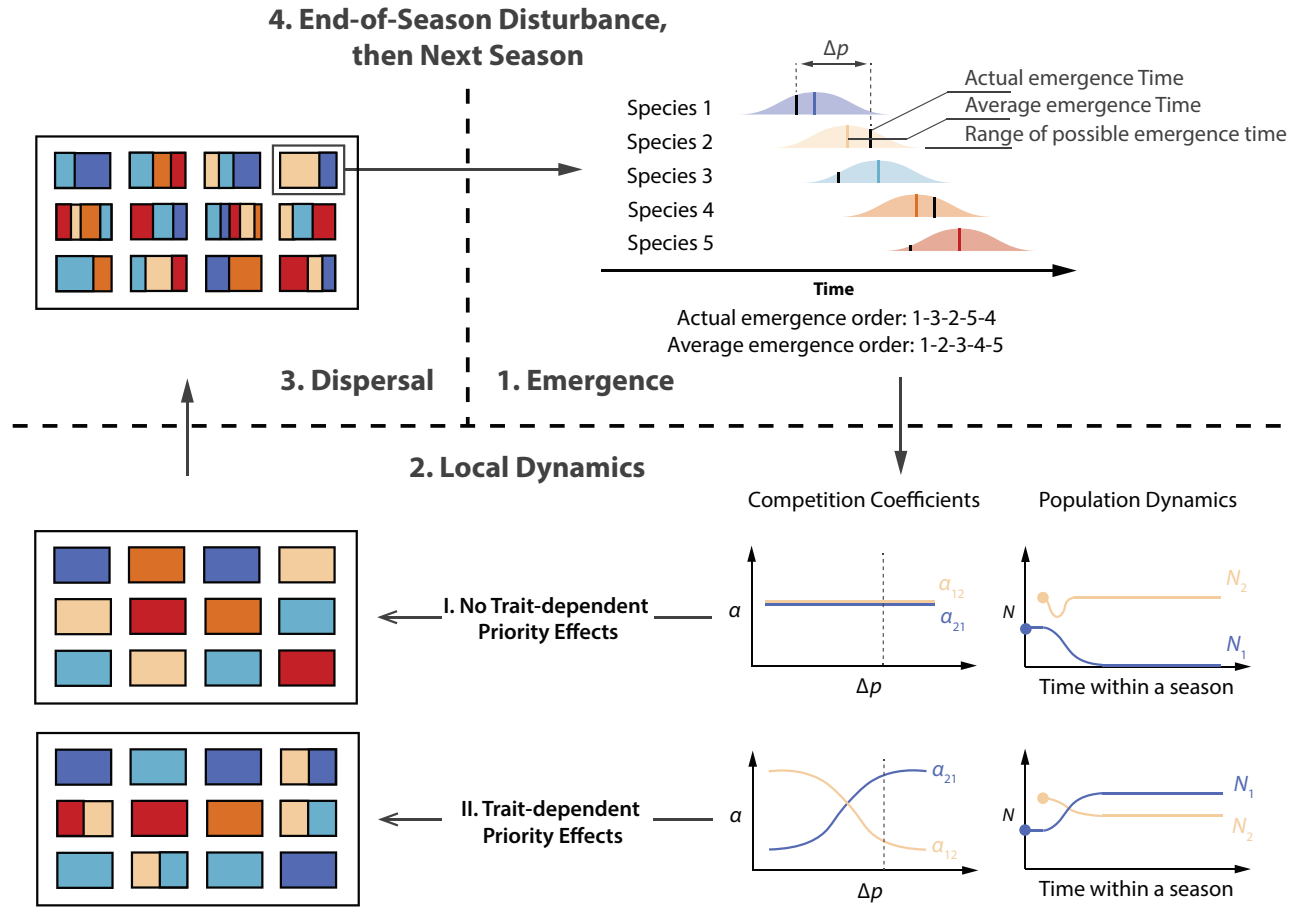 4. End-of-Season Disturbance,
then Next Season
Δp
Actual emergence Time
Average emergence Time
Range of possible emergence time
Species 1
Species 2
Species 3
Species 4
Species 5
Time
Actual emergence order: 1-3-2-5-4
Average emergence order: 1-2-3-4-5
3. Dispersal
1. Emergence
2. Local Dynamics
Competition Coefficients
Population Dynamics
I. No Trait-dependent
Priority Effects
α
α12
α21
Δp
N
N2
N1
Time within a season
II. Trait-dependent
Priority Effects
α
α21
α12
Δp
N
N1
N2
Time within a season